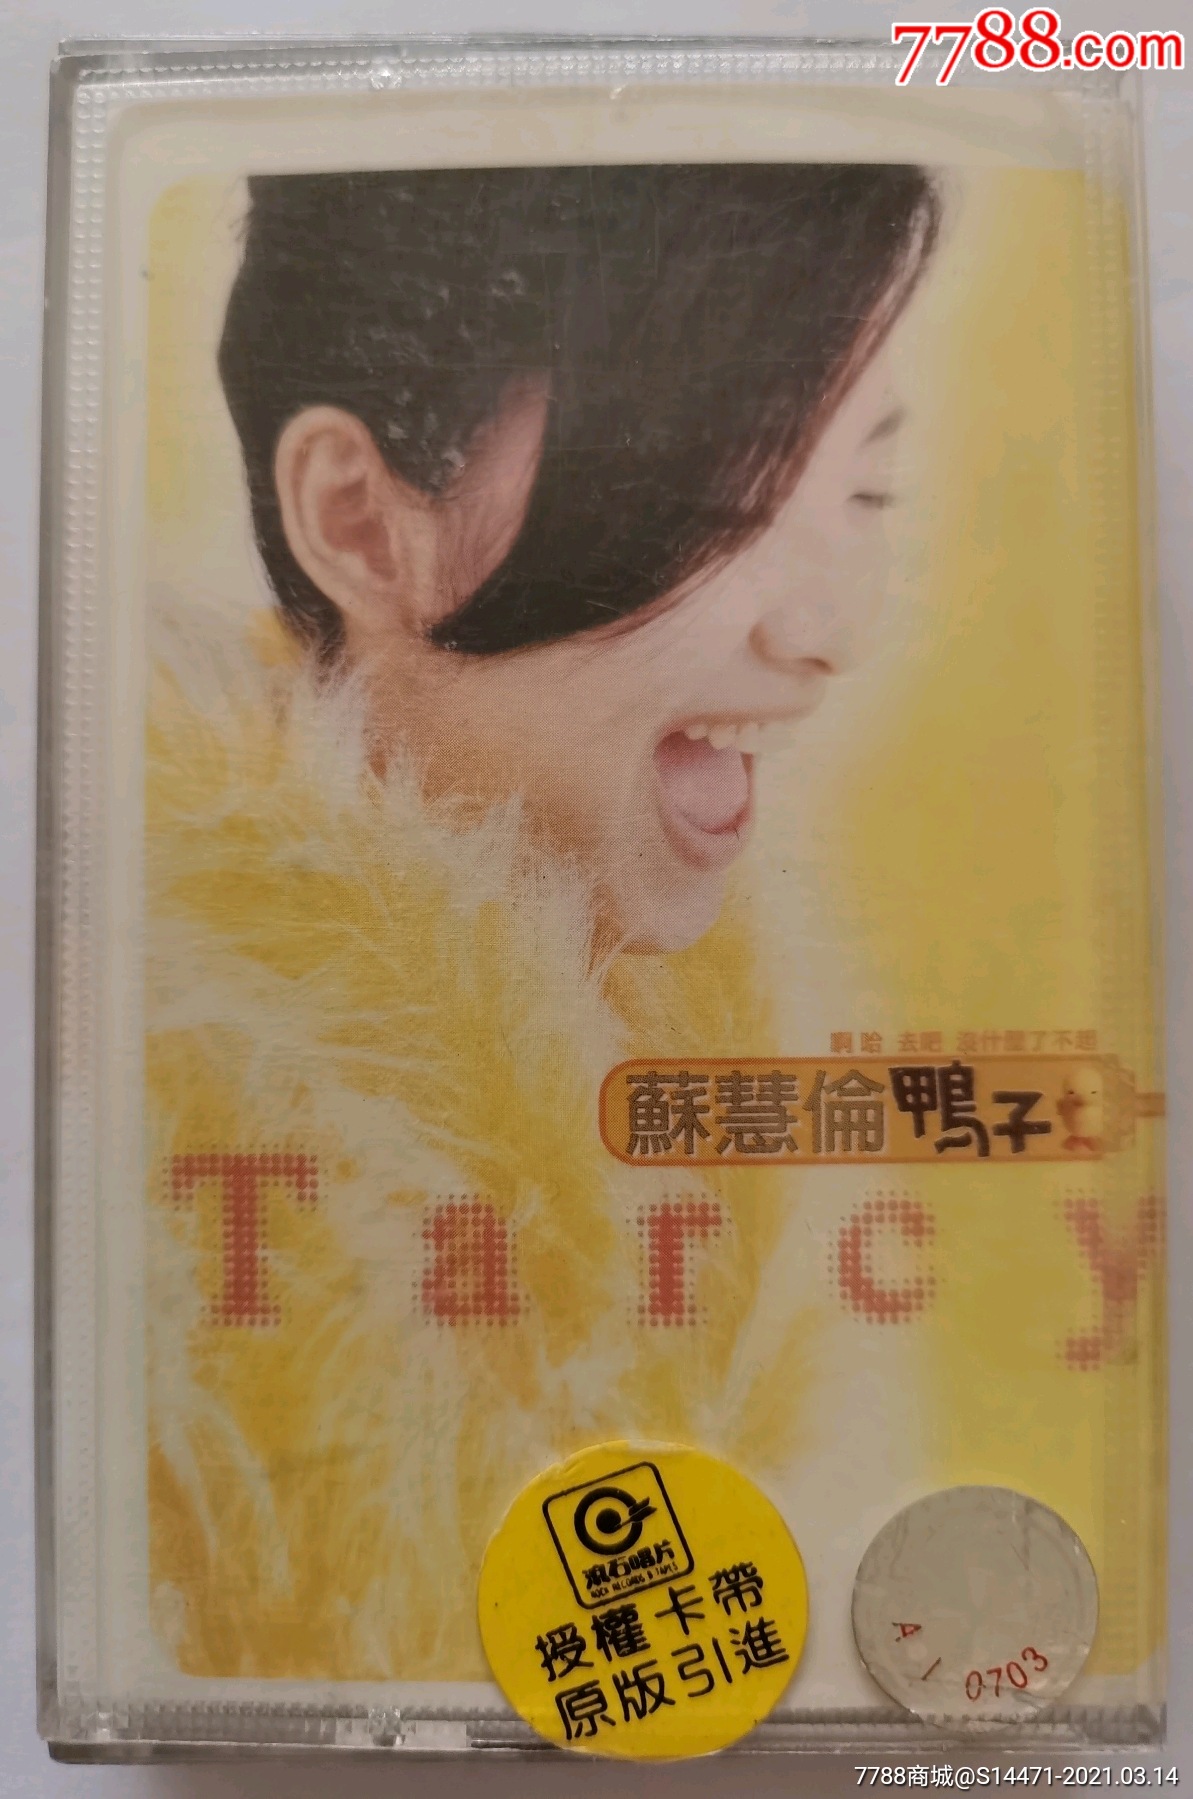 7788.com
啊哈 去吧 沒什麼了不起
蘇慧倫 鴨子
Tarcy
滾石唱片
ROCK RECORDS & TAPES
授權卡帶
原版引進
A
0703
7788商城@S14471-2021.03.14